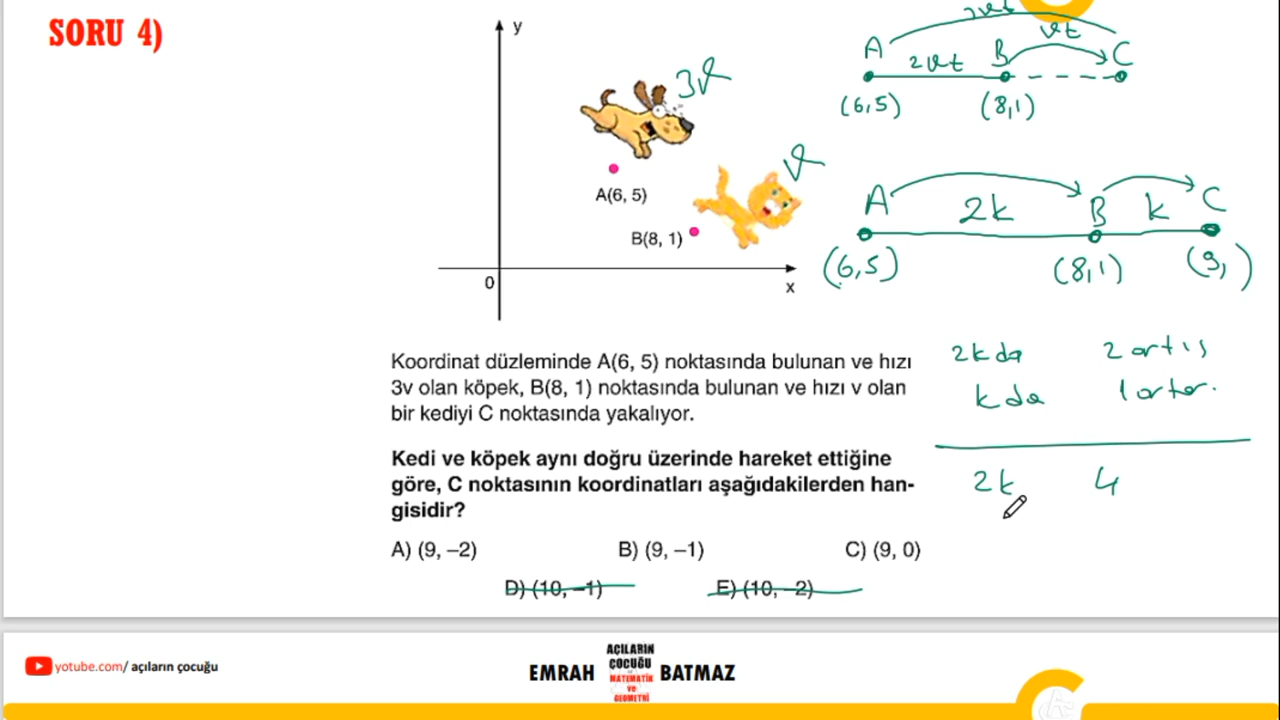 SORU 4)
y
3v
v
A(6, 5)
B(8, 1)
0
x
A
2vt
B
vt
C
(6,5)
(8,1)
A
2k
B
k
C
(6,5)
(8,1)
(9, )
2k da 2 artış
k da 1 artar.
2k 4
Koordinat düzleminde A(6, 5) noktasında bulunan ve hızı
3v olan köpek, B(8, 1) noktasında bulunan ve hızı v olan
bir kediyi C noktasında yakalıyor.
Kedi ve köpek aynı doğru üzerinde hareket ettiğine
göre, C noktasının koordinatları aşağıdakilerden han-
gisidir?
A) (9, –2) B) (9, –1) C) (9, 0)
D) (10, –1) E) (10, –2)
yotube.com/ açıların çocuğu
EMRAH
AÇILARIN
ÇOCUĞU
MATEMATİK
ve
GEOMETRİ
BATMAZ